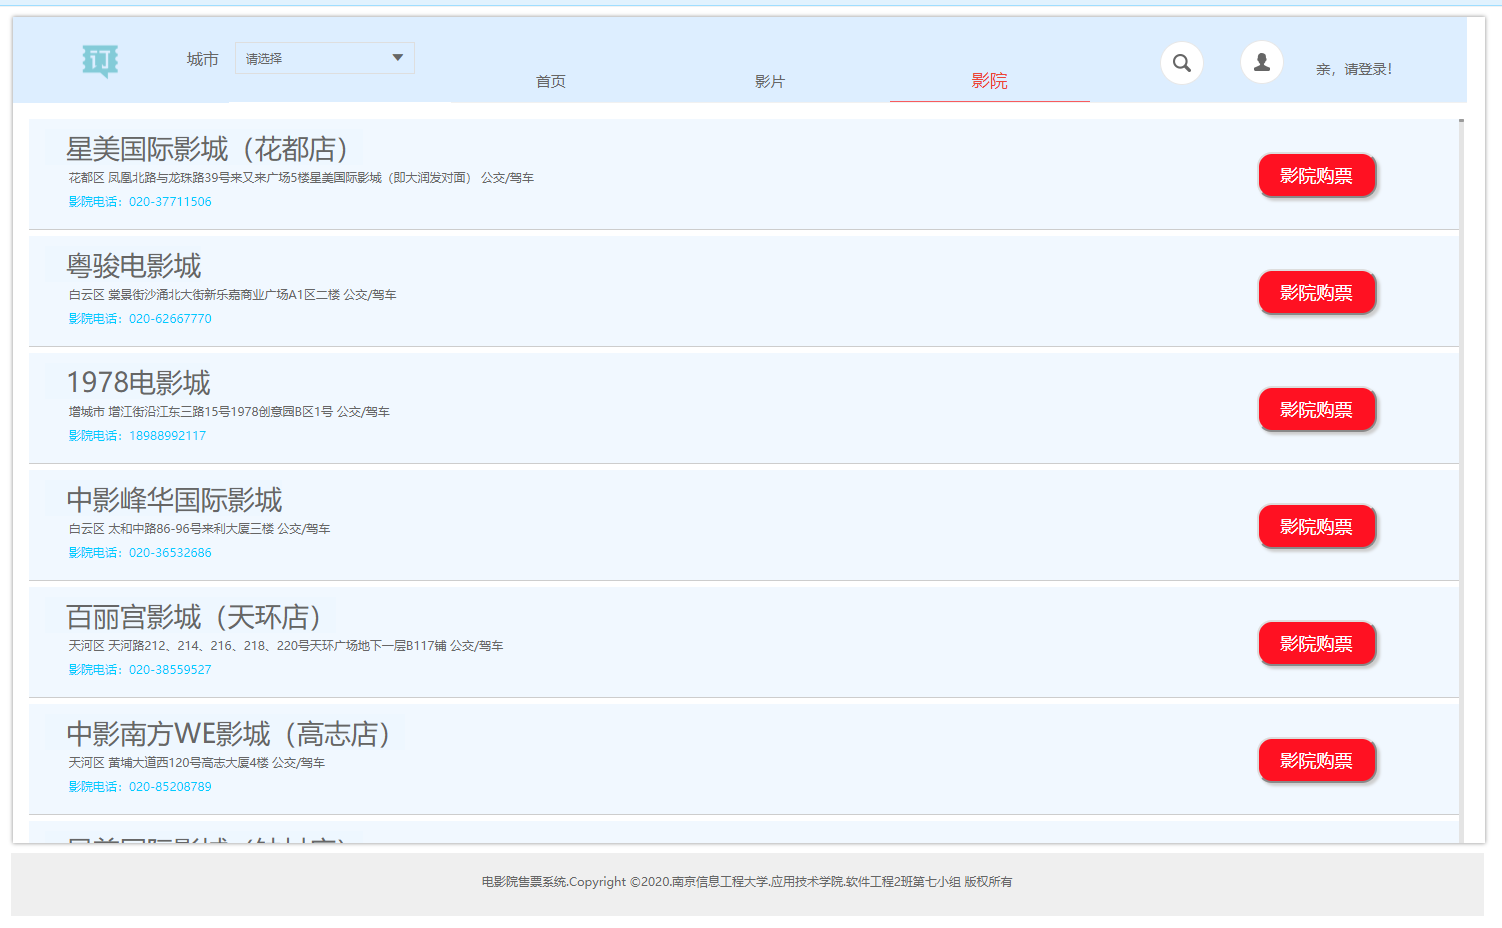 订
城市
请选择
首页
影片
影院
亲，请登录！
星美国际影城（花都店）
花都区 凤凰北路与龙珠路39号来又来广场5楼星美国际影城（即大润发对面） 公交/驾车
影院电话：020-37711506
影院购票
粤骏电影城
白云区 棠景街沙涌北大街新乐嘉商业广场A1区二楼 公交/驾车
影院电话：020-62667770
影院购票
1978电影城
增城市 增江街沿江东三路15号1978创意园B区1号 公交/驾车
影院电话：18988992117
影院购票
中影峰华国际影城
白云区 太和中路86-96号来利大厦三楼 公交/驾车
影院电话：020-36532686
影院购票
百丽宫影城（天环店）
天河区 天河路212、214、216、218、220号天环广场地下一层B117铺 公交/驾车
影院电话：020-38559527
影院购票
中影南方WE影城（高志店）
天河区 黄埔大道西120号高志大厦4楼 公交/驾车
影院电话：020-85208789
影院购票
电影院售票系统.Copyright ©2020.南京信息工程大学.应用技术学院.软件工程2班第七小组 版权所有